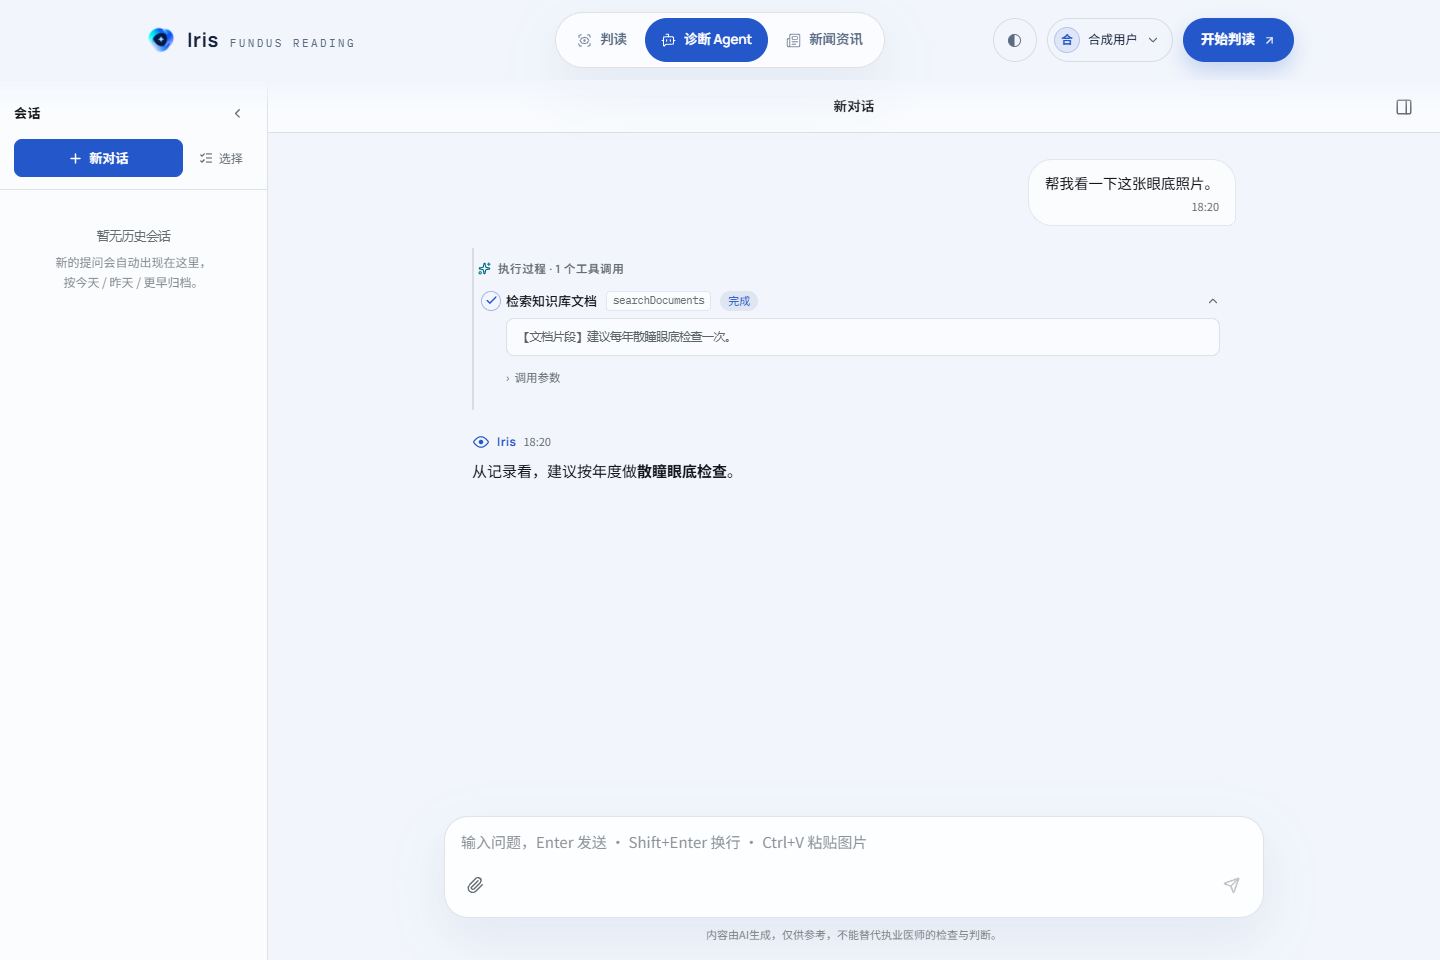 Iris FUNDUS READING
判读
诊断 Agent
新闻资讯
合 合成用户
开始判读
会话
新对话
选择
暂无历史会话
新的提问会自动出现在这里，
按今天 / 昨天 / 更早归档。
新对话
帮我看一下这张眼底照片。
18:20
执行过程 · 1 个工具调用
检索知识库文档 searchDocuments 完成
【文档片段】建议每年散瞳眼底检查一次。
› 调用参数
Iris 18:20
从记录看，建议按年度做散瞳眼底检查。
输入问题，Enter 发送 · Shift+Enter 换行 · Ctrl+V 粘贴图片
内容由AI生成，仅供参考，不能替代执业医师的检查与判断。